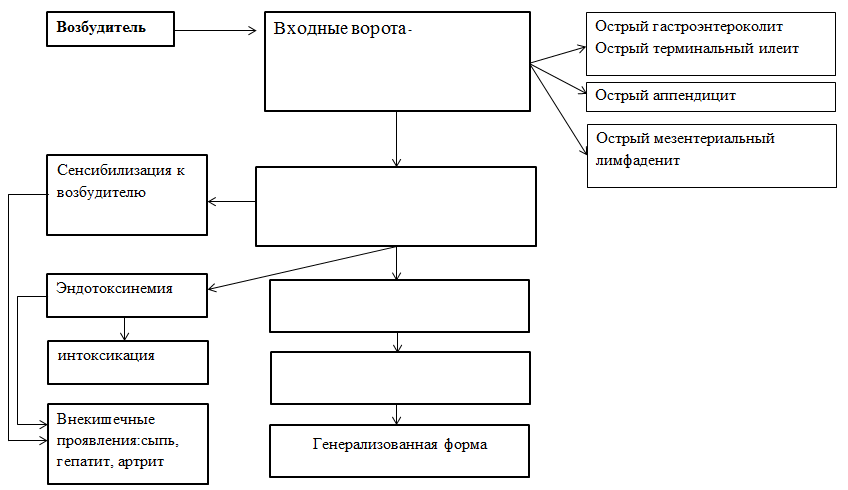 Возбудитель
Входные ворота-
Острый гастроэнтероколит
Острый терминальный илеит
Острый аппендицит
Острый мезентериальный
лимфаденит
Сенсибилизация к
возбудителю
Эндотоксинемия
интоксикация
Внекишечные
проявления:сыпь,
гепатит, артрит
Генерализованная форма